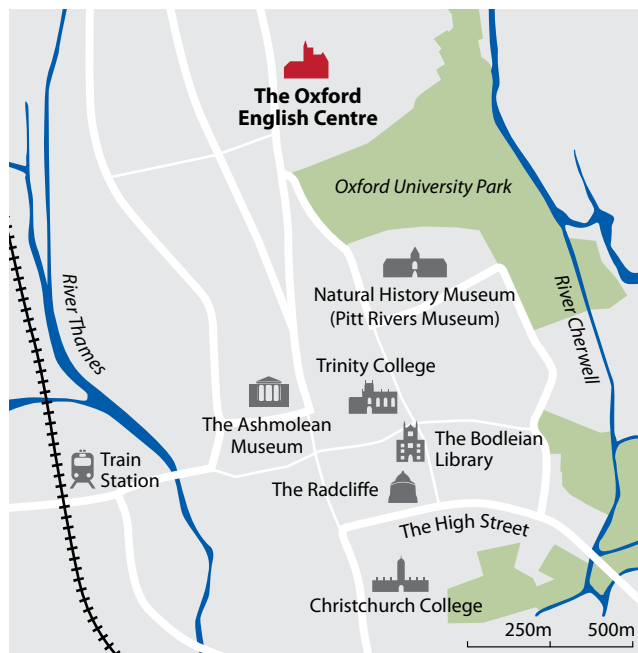 The Oxford
English Centre
Oxford University Park
Natural History Museum
(Pitt Rivers Museum)
River Thames
River Cherwell
Trinity College
The Ashmolean
Museum
The Bodleian
Library
Train
Station
The Radcliffe
The High Street
Christchurch College
250m
500m